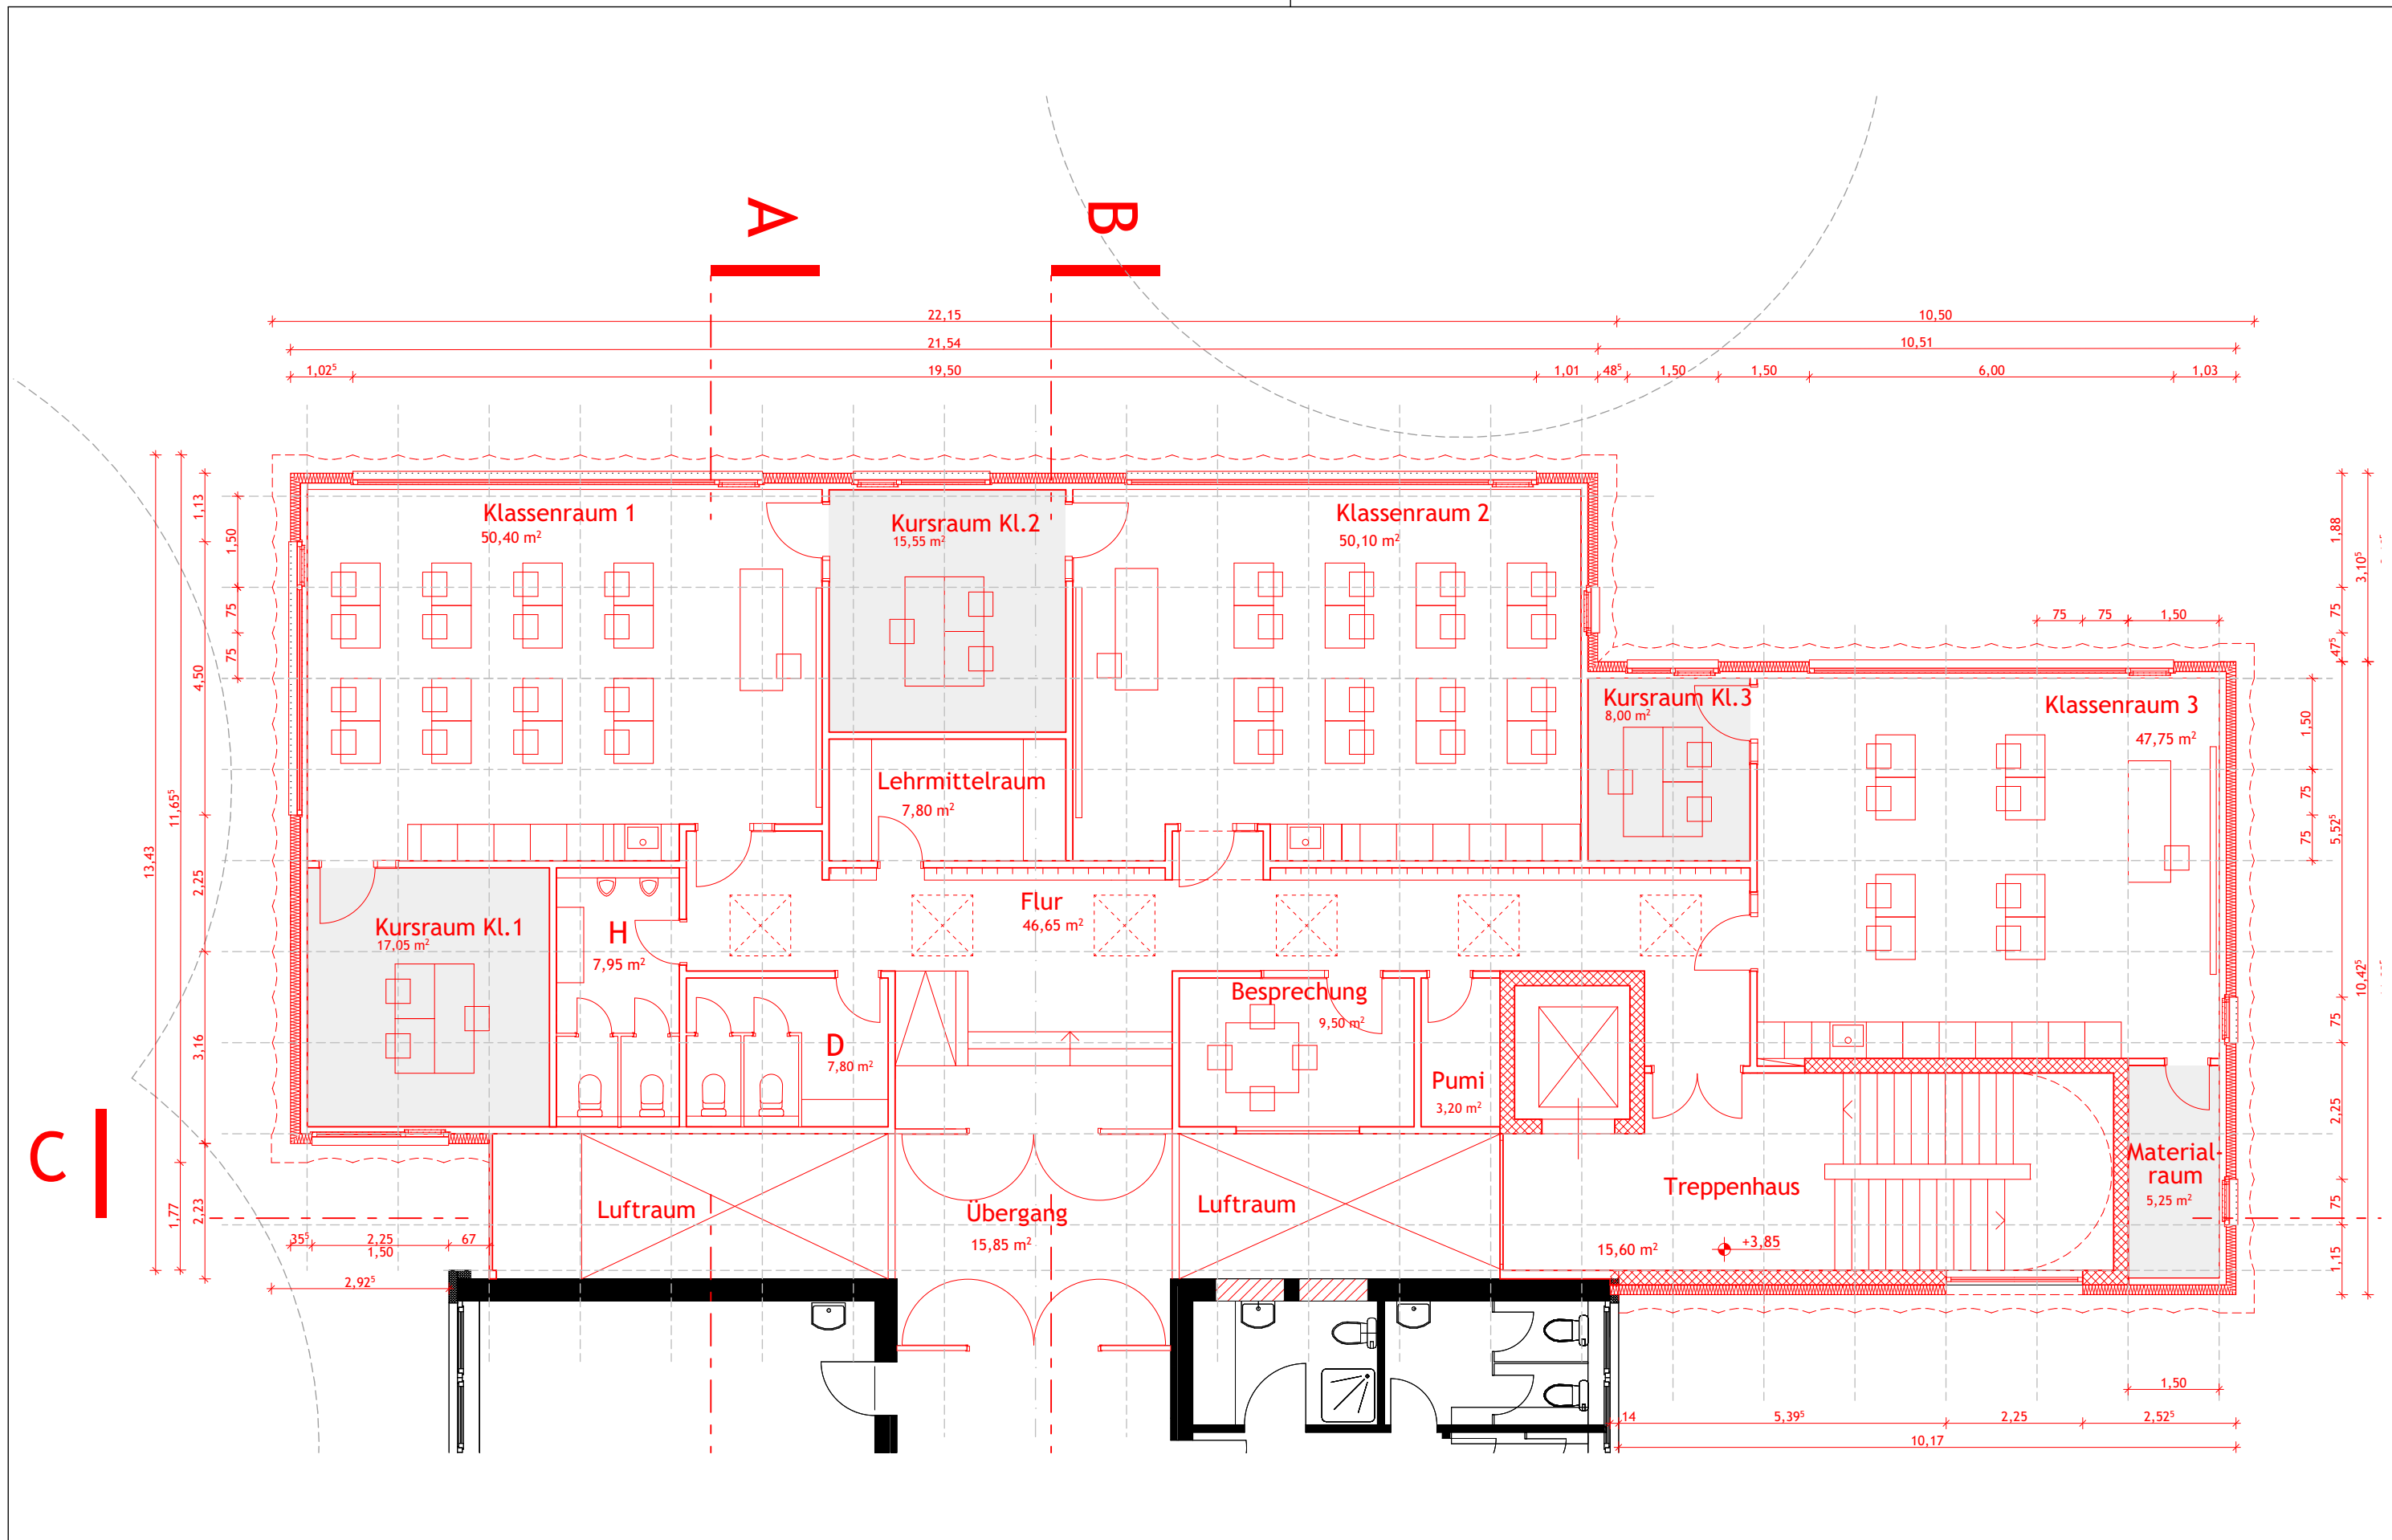 A
B
22,15
10,50
21,54
10,51
1,02⁵
19,50
1,01
48⁵
1,50
1,50
6,00
1,03
13,43
11,65⁵
1,77
1,13
4,50
2,25
3,16
2,23
1,50
75
75
Klassenraum 1
50,40 m²
Kursraum Kl.2
15,55 m²
Klassenraum 2
50,10 m²
1,88
75
47⁵
3,10⁵
75
75
1,50
Kursraum Kl.3
8,00 m²
Klassenraum 3
47,75 m²
1,50
75
75
5,52⁵
10,42⁵
75
2,25
75
1,15
Lehrmittelraum
7,80 m²
Flur
46,65 m²
Kursraum Kl.1
17,05 m²
H
7,95 m²
D
7,80 m²
Besprechung
9,50 m²
Pumi
3,20 m²
C
Luftraum
Übergang
15,85 m²
Luftraum
Treppenhaus
15,60 m²
+3,85
Material-
raum
5,25 m²
35⁵
2,25
1,50
67
2,92⁵
1,50
14
5,39⁵
2,25
2,52⁵
10,17